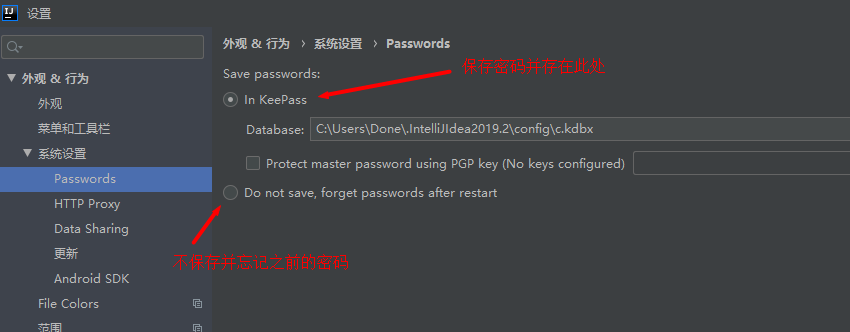 IJ
设置
外观 & 行为
外观
菜单和工具栏
系统设置
Passwords
HTTP Proxy
Data Sharing
更新
Android SDK
File Colors
范围
外观 & 行为 › 系统设置 › Passwords
Save passwords:
保存密码并存在此处
In KeePass
Database: C:\Users\Done\.IntelliJIdea2019.2\config\c.kdbx
Protect master password using PGP key (No keys configured)
Do not save, forget passwords after restart
不保存并忘记之前的密码